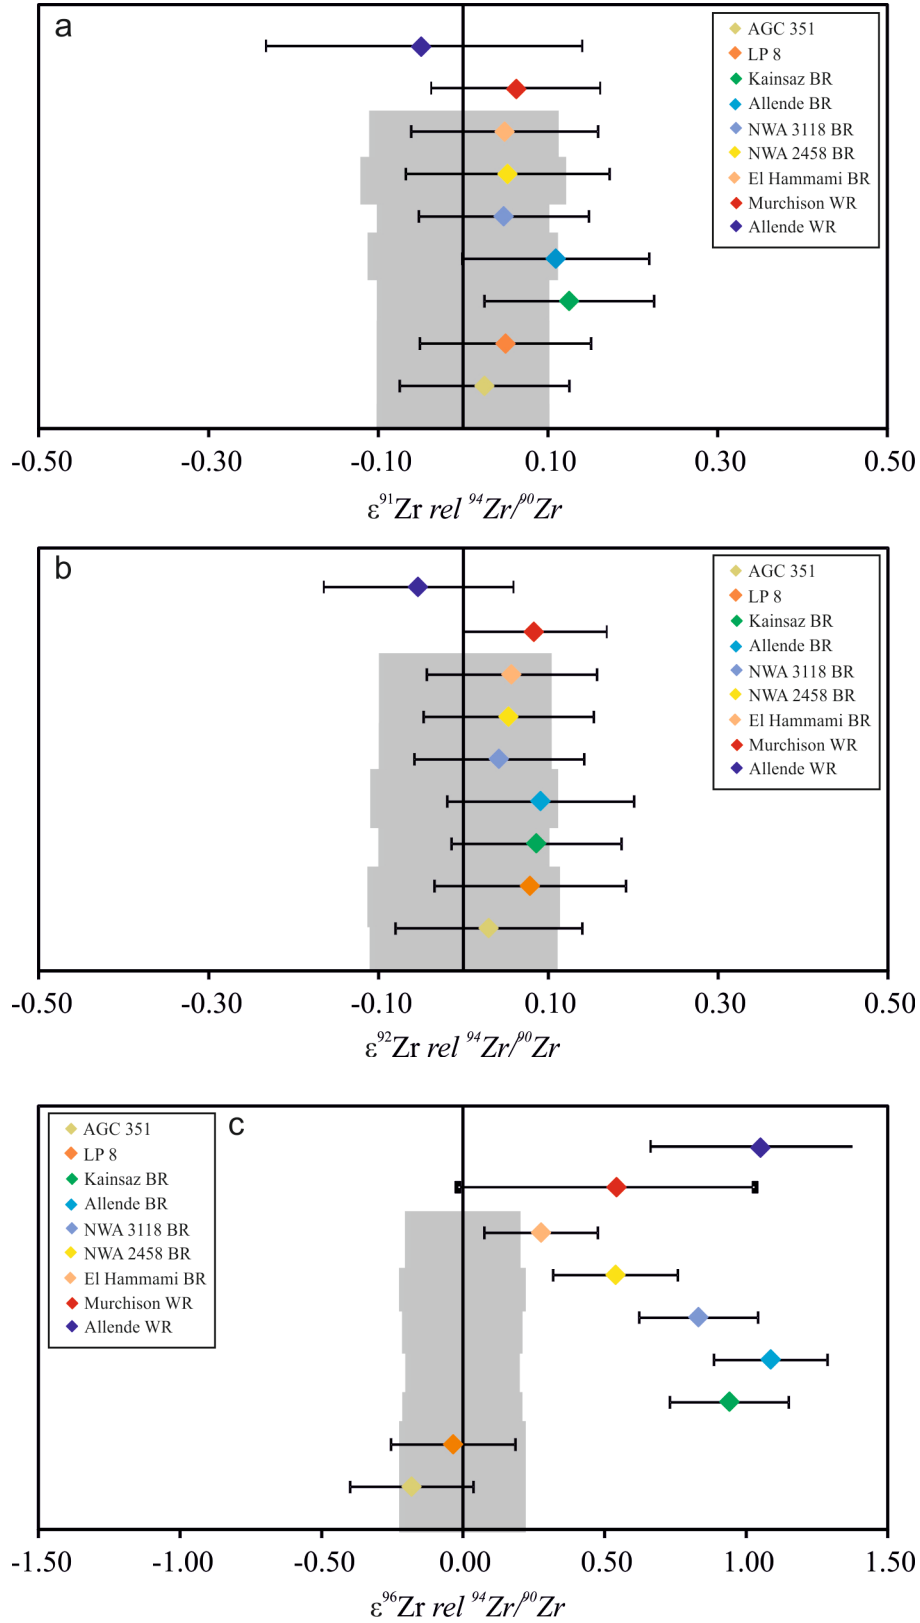 a
AGC 351
LP 8
Kainsaz BR
Allende BR
NWA 3118 BR
NWA 2458 BR
El Hammami BR
Murchison WR
Allende WR
-0.50 -0.30 -0.10 0.10 0.30 0.50
ε⁹¹Zr rel ⁹⁴Zr/⁹⁰Zr
b
AGC 351
LP 8
Kainsaz BR
Allende BR
NWA 3118 BR
NWA 2458 BR
El Hammami BR
Murchison WR
Allende WR
-0.50 -0.30 -0.10 0.10 0.30 0.50
ε⁹²Zr rel ⁹⁴Zr/⁹⁰Zr
c
AGC 351
LP 8
Kainsaz BR
Allende BR
NWA 3118 BR
NWA 2458 BR
El Hammami BR
Murchison WR
Allende WR
-1.50 -1.00 -0.50 0.00 0.50 1.00 1.50
ε⁹⁶Zr rel ⁹⁴Zr/⁹⁰Zr